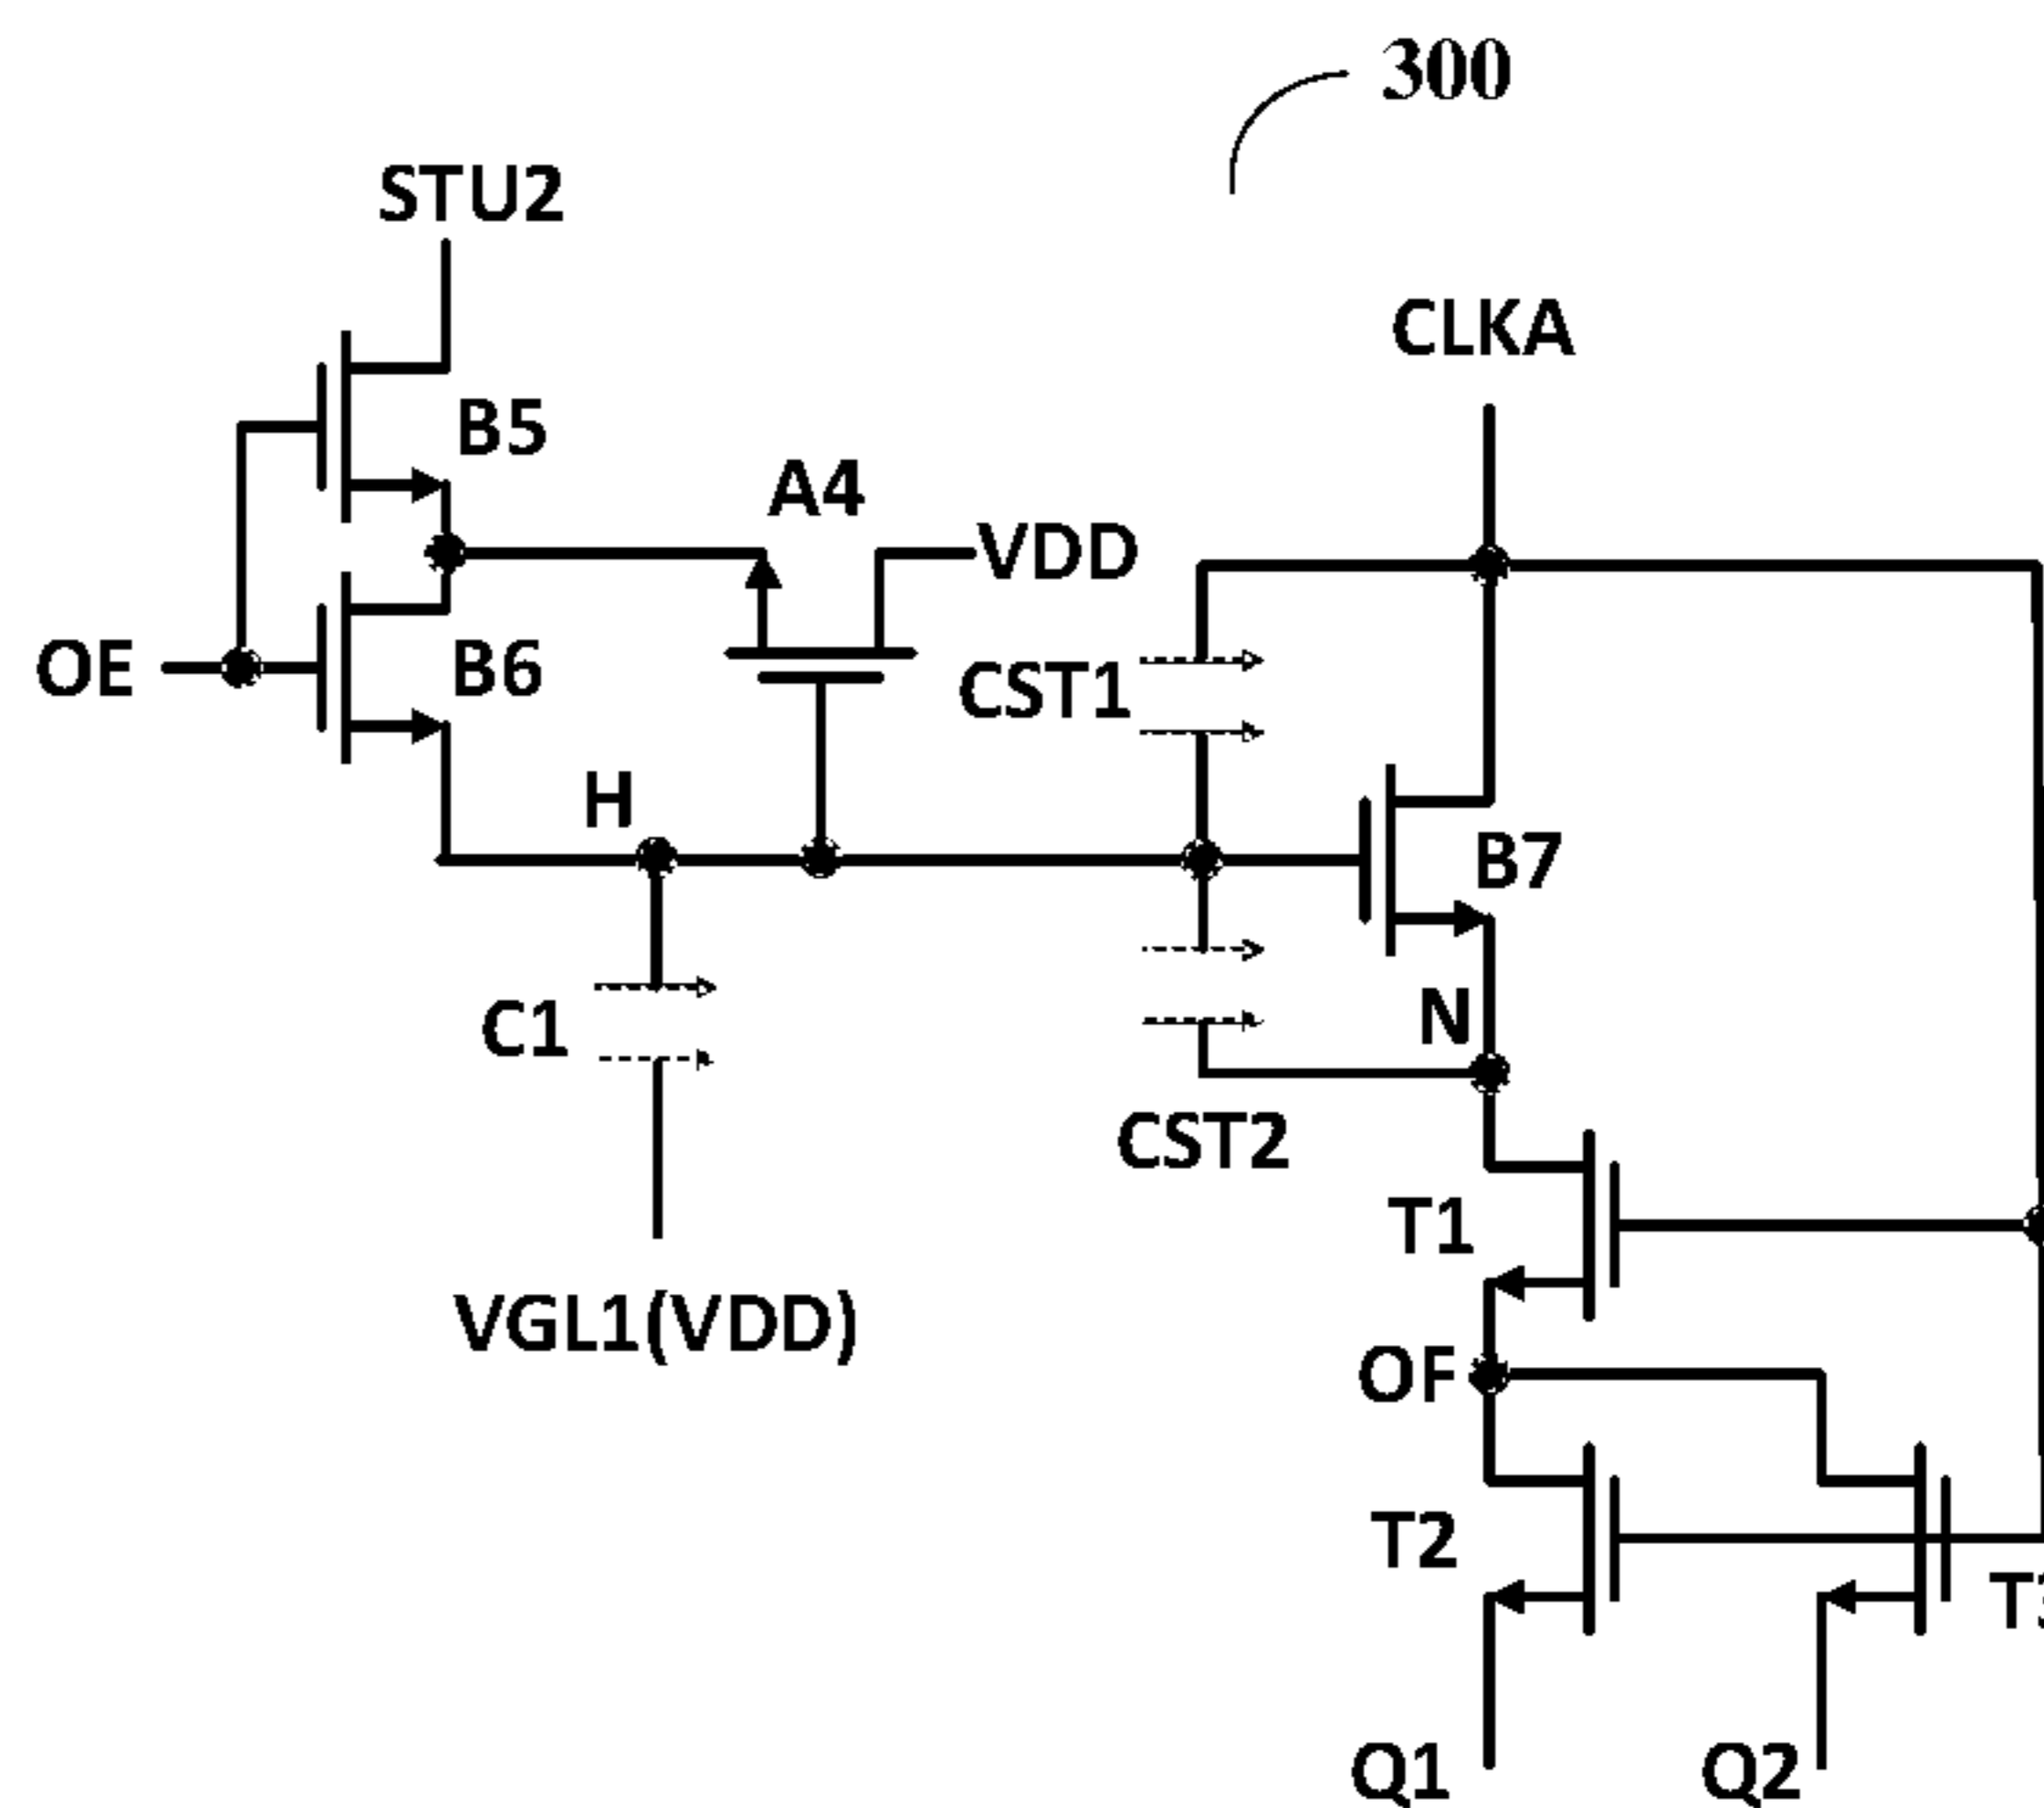 300
STU2
CLKA
B5
A4
VDD
OE
B6
CST1
H
B7
C1
N
CST2
T1
VGL1(VDD)
OF
T2
Q1
Q2